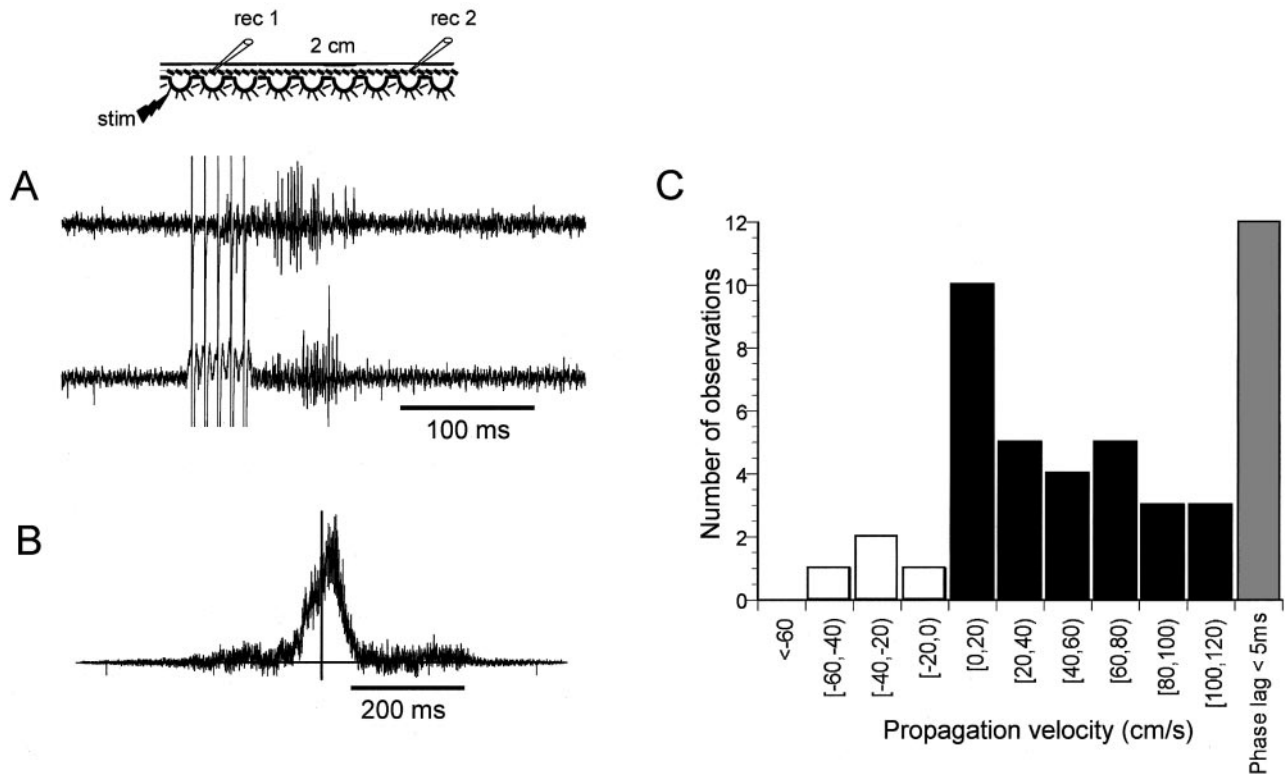 rec 1
rec 2
2 cm
stim
A
100 ms
B
200 ms
C
Number of observations
12
10
8
6
4
2
0
<-60
[-60,-40)
[-40,-20)
[-20,0)
[0,20)
[20,40)
[40,60)
[60,80)
[80,100)
[100,120)
Phase lag < 5ms
Propagation velocity (cm/s)